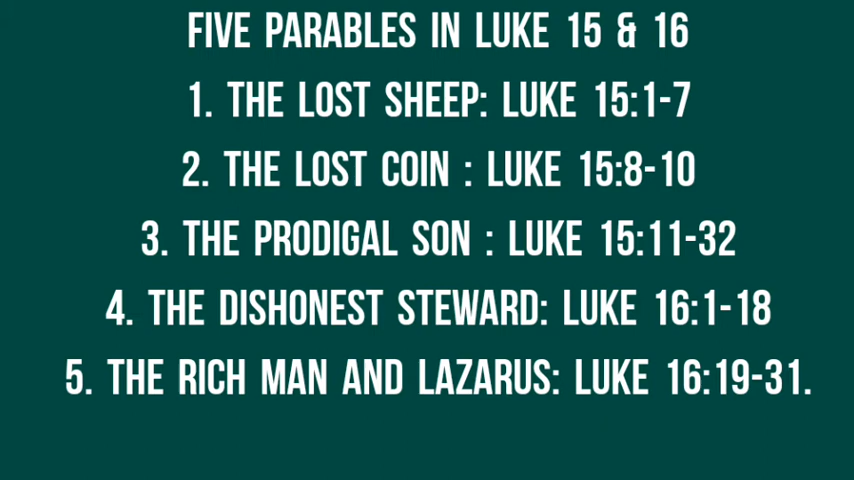 FIVE PARABLES IN LUKE 15 & 16
1. THE LOST SHEEP: LUKE 15:1-7
2. THE LOST COIN : LUKE 15:8-10
3. THE PRODIGAL SON : LUKE 15:11-32
4. THE DISHONEST STEWARD: LUKE 16:1-18
5. THE RICH MAN AND LAZARUS: LUKE 16:19-31.